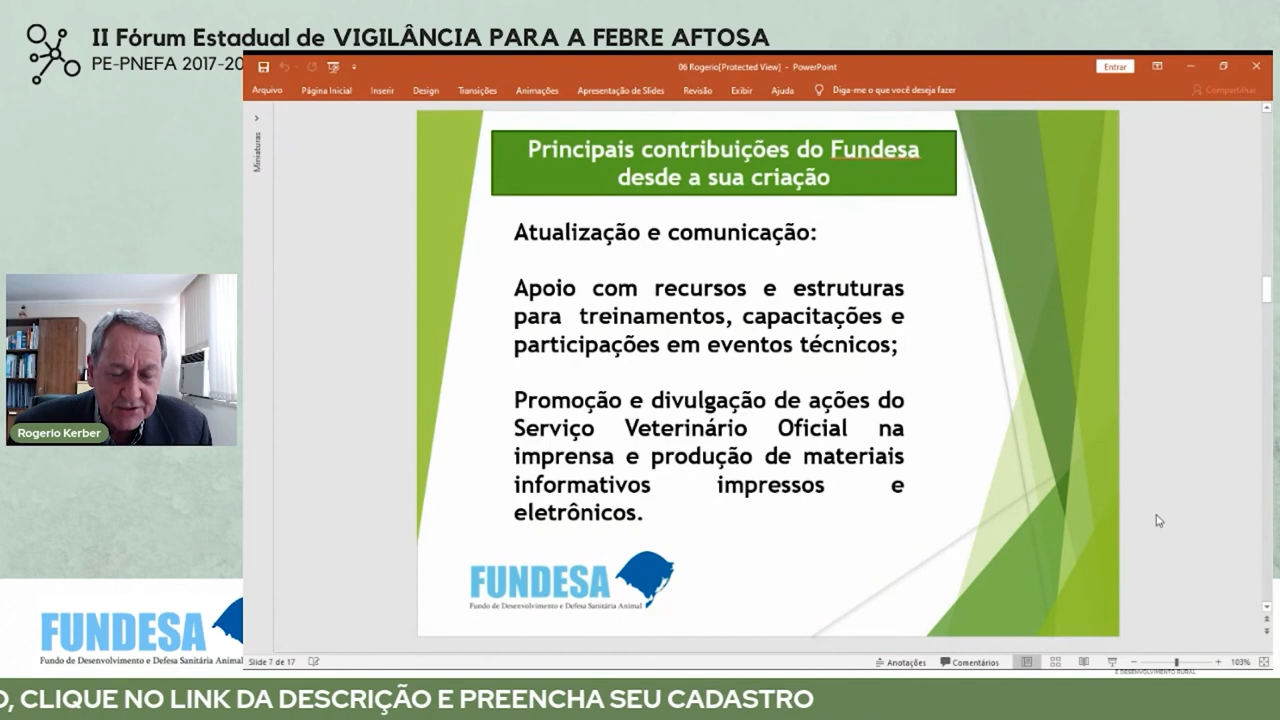 II Fórum Estadual de VIGILÂNCIA PARA A FEBRE AFTOSA
PE-PNEFA 2017-20
06 Rogerio[Protected View] - PowerPoint
Entrar
Arquivo Página Inicial Inserir Design Transições Animações Apresentação de Slides Revisão Exibir Ajuda Diga-me o que você deseja fazer Compartilhar
Miniaturas
Principais contribuições do Fundesa
desde a sua criação
Atualização e comunicação:
Apoio com recursos e estruturas
para treinamentos, capacitações e
participações em eventos técnicos;
Promoção e divulgação de ações do
Serviço Veterinário Oficial na
imprensa e produção de materiais
informativos impressos e
eletrônicos.
FUNDESA
Fundo de Desenvolvimento e Defesa Sanitária Animal
Rogerio Kerber
FUNDESA
Fundo de Desenvolvimento e Defesa Sanitária Animal
Slide 7 de 17
Anotações Comentários 103%
E DESENVOLVIMENTO RURAL
O, CLIQUE NO LINK DA DESCRIÇÃO E PREENCHA SEU CADASTRO